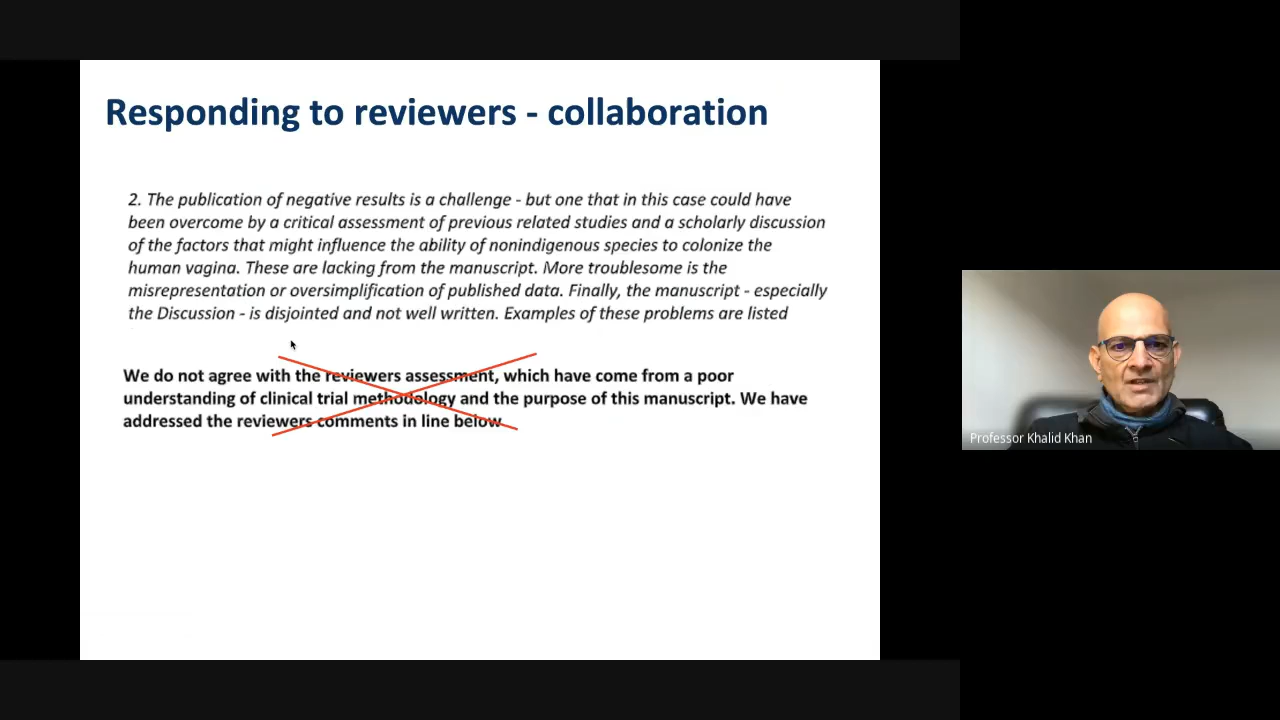 Responding to reviewers - collaboration
2. The publication of negative results is a challenge - but one that in this case could have
been overcome by a critical assessment of previous related studies and a scholarly discussion
of the factors that might influence the ability of nonindigenous species to colonize the
human vagina. These are lacking from the manuscript. More troublesome is the
misrepresentation or oversimplification of published data. Finally, the manuscript - especially
the Discussion - is disjointed and not well written. Examples of these problems are listed
We do not agree with the reviewers assessment, which have come from a poor
understanding of clinical trial methodology and the purpose of this manuscript. We have
addressed the reviewers comments in line below
Professor Khalid Khan